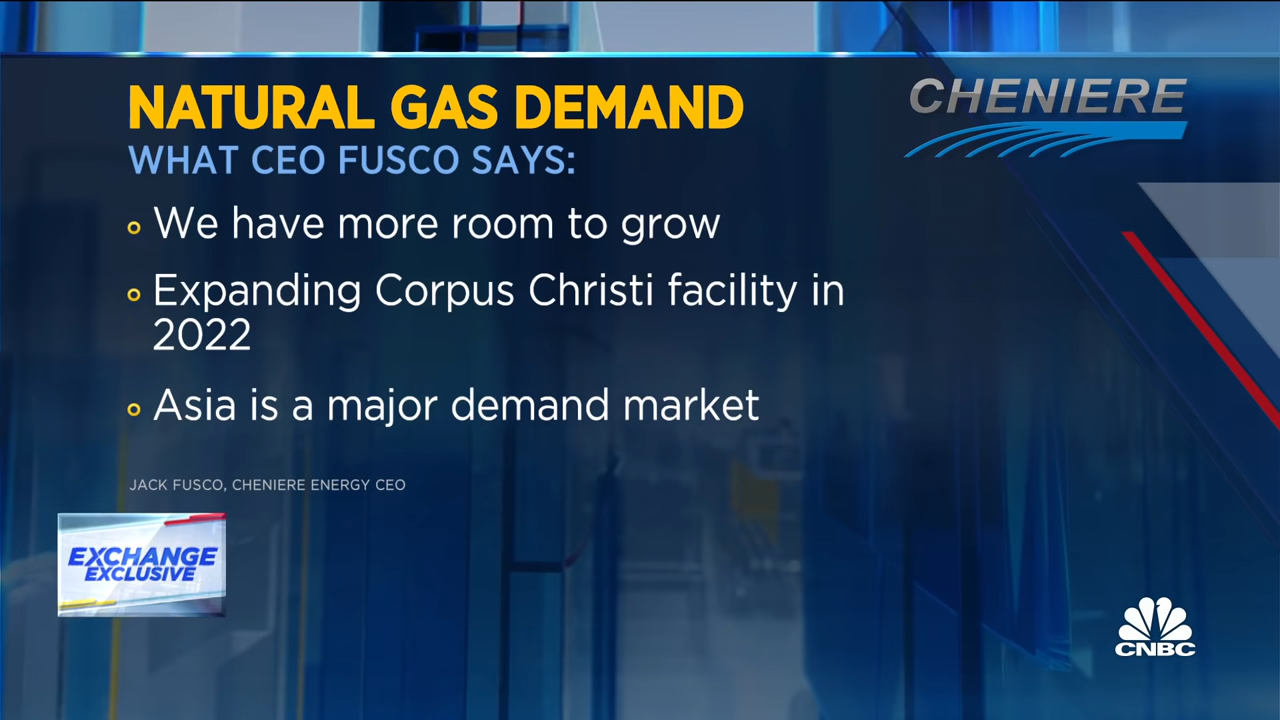 NATURAL GAS DEMAND
CHENIERE
WHAT CEO FUSCO SAYS:
We have more room to grow
Expanding Corpus Christi facility in
2022
Asia is a major demand market
JACK FUSCO, CHENIERE ENERGY CEO
EXCHANGE
EXCLUSIVE
CNBC